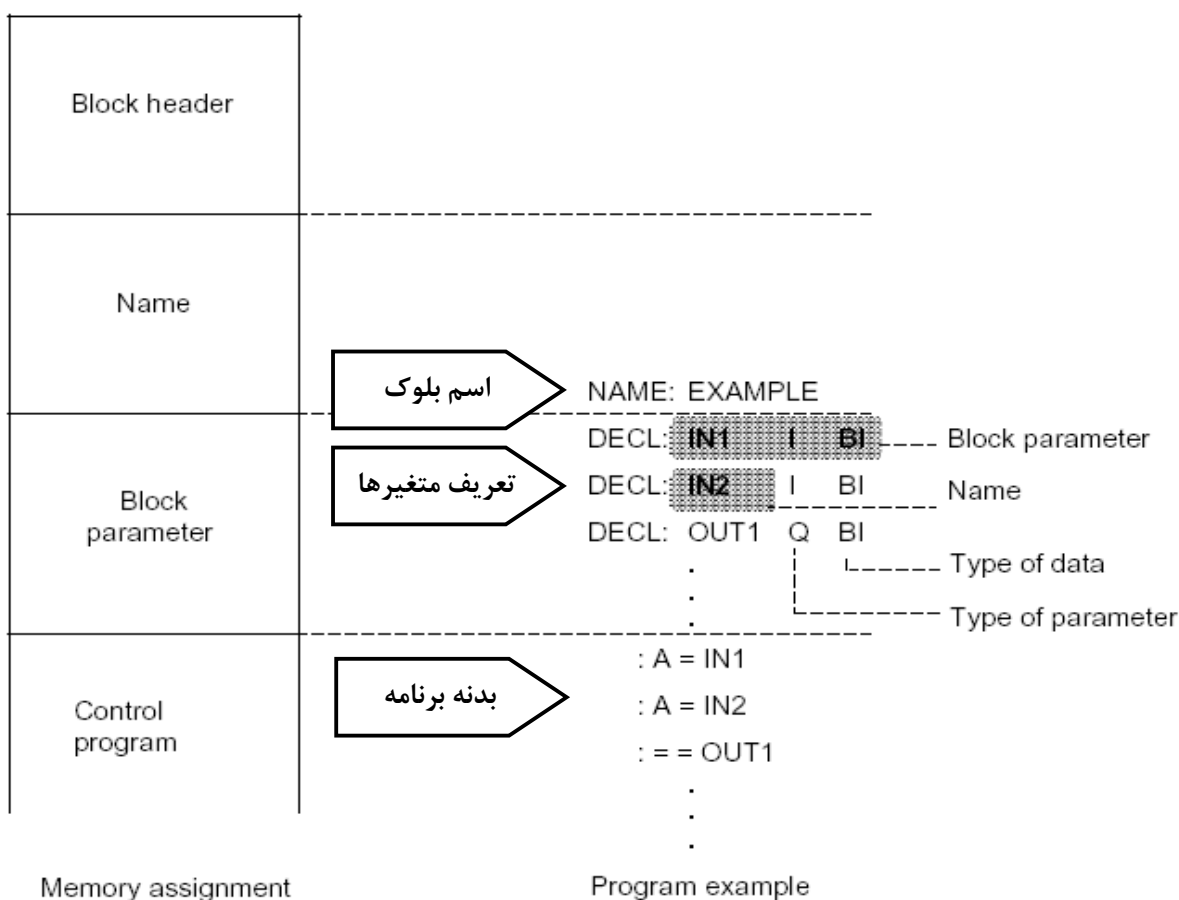 Block header
Name
اسم بلوک
NAME: EXAMPLE
DECL: IN1 I BI
Block parameter
Block
parameter
تعریف متغیرها
DECL: IN2 I BI
Name
DECL: OUT1 Q BI
.
.
.
Type of data
Type of parameter
Control
program
بدنه برنامه
: A = IN1
: A = IN2
: = = OUT1
.
.
.
Memory assignment
Program example